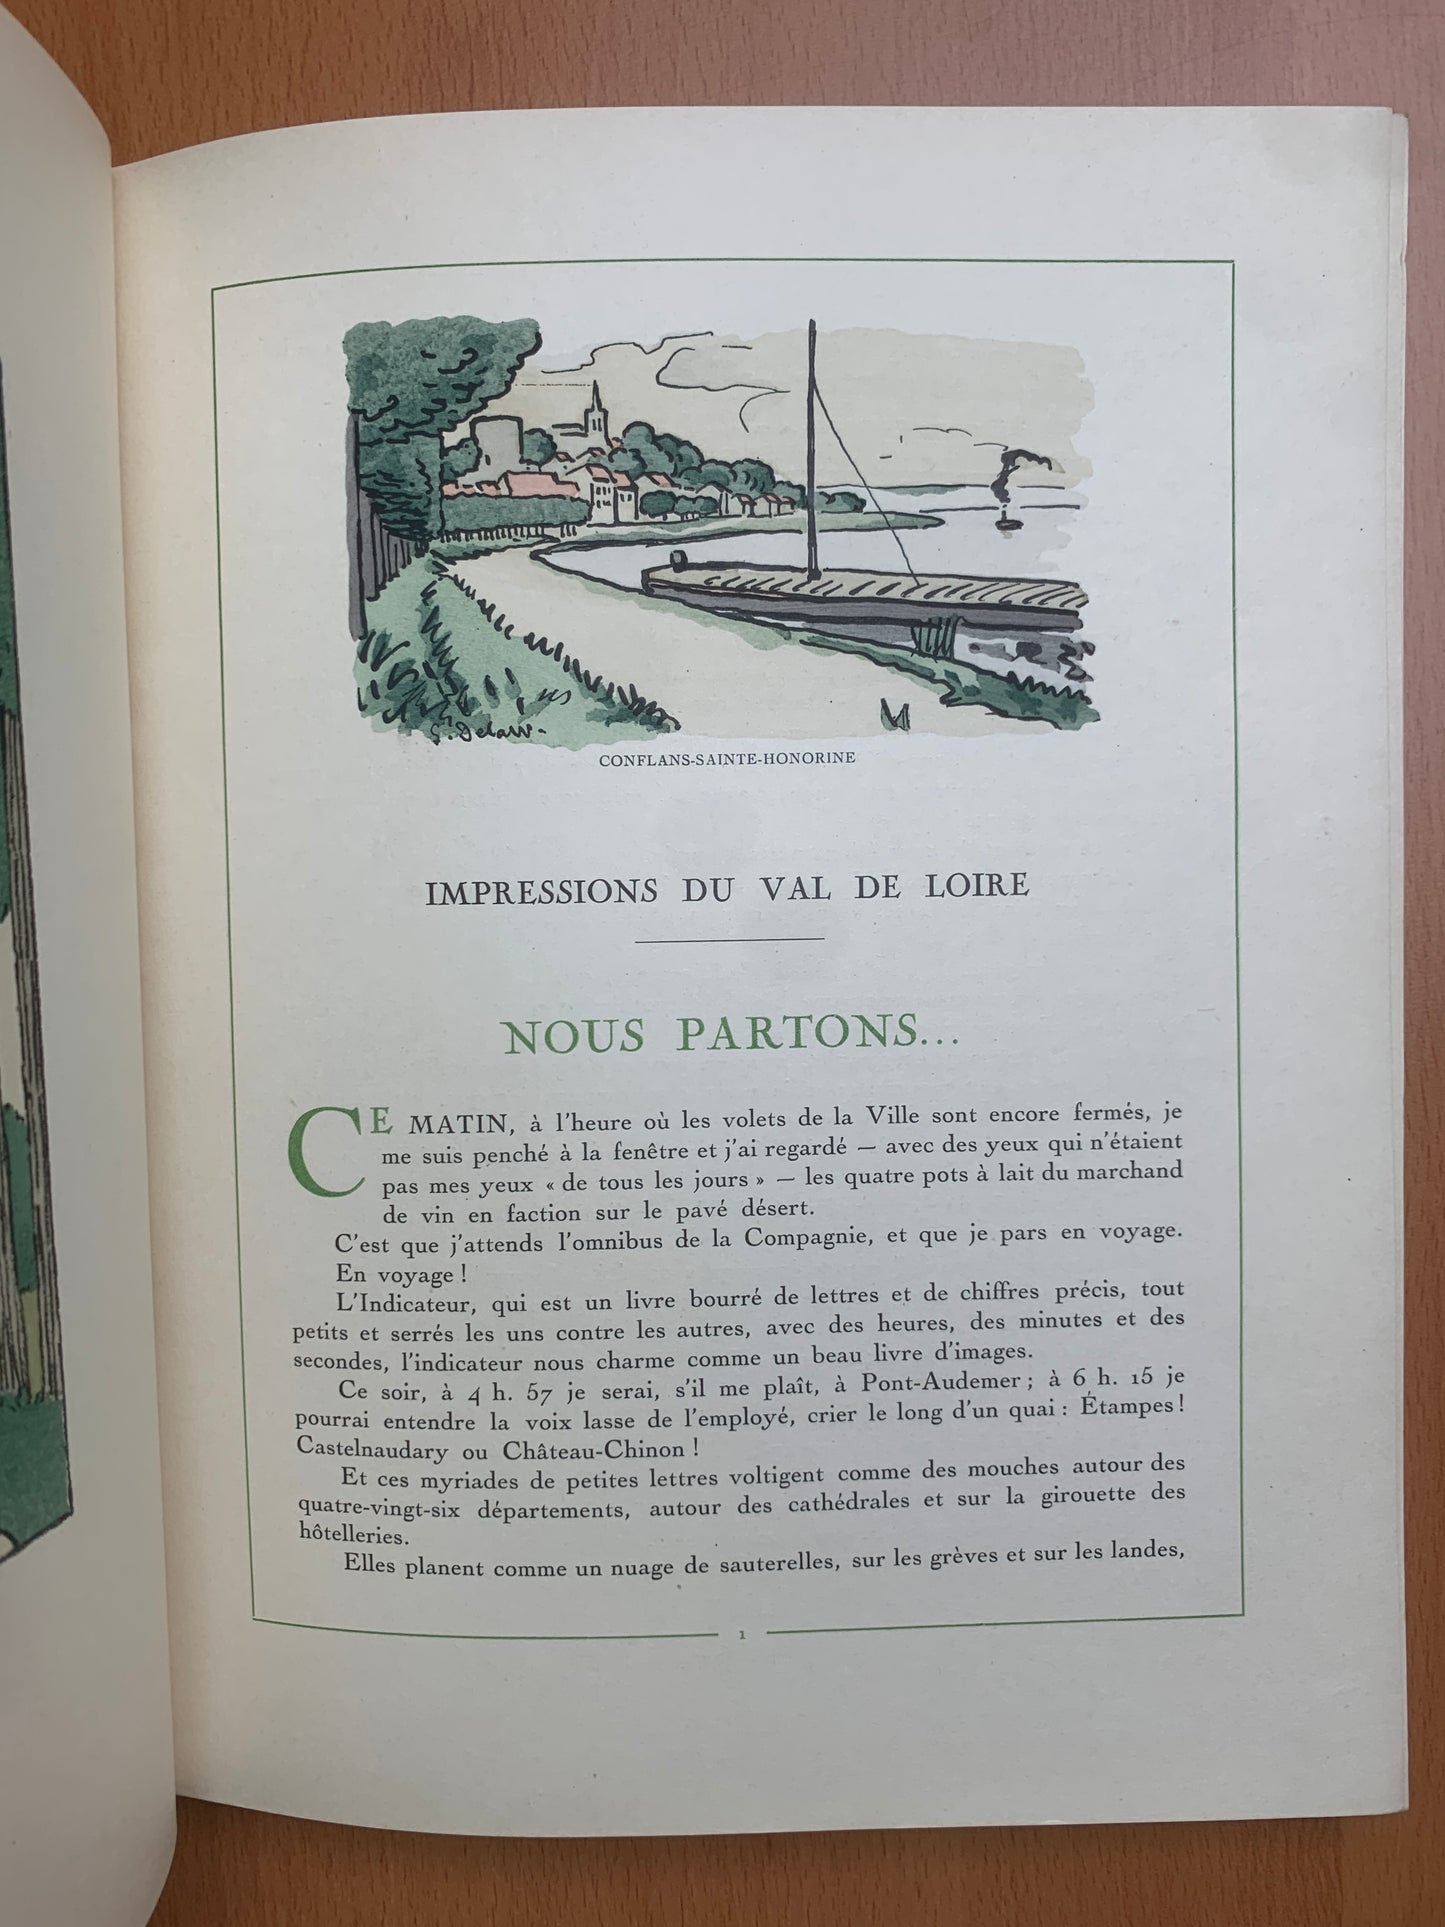 G. Delaw.
CONFLANS-SAINTE-HONORINE
IMPRESSIONS DU VAL DE LOIRE
NOUS PARTONS...
CE MATIN, à l'heure où les volets de la Ville sont encore fermés, je
me suis penché à la fenêtre et j'ai regardé — avec des yeux qui n'étaient
pas mes yeux « de tous les jours » — les quatre pots à lait du marchand
de vin en faction sur le pavé désert.
C'est que j'attends l'omnibus de la Compagnie, et que je pars en voyage.
En voyage !
L'Indicateur, qui est un livre bourré de lettres et de chiffres précis, tout
petits et serrés les uns contre les autres, avec des heures, des minutes et des
secondes, l'indicateur nous charme comme un beau livre d'images.
Ce soir, à 4 h. 57 je serai, s'il me plaît, à Pont-Audemer ; à 6 h. 15 je
pourrai entendre la voix lasse de l'employé, crier le long d'un quai : Étampes !
Castelnaudary ou Château-Chinon !
Et ces myriades de petites lettres voltigent comme des mouches autour des
quatre-vingt-six départements, autour des cathédrales et sur la girouette des
hôtelleries.
Elles planent comme un nuage de sauterelles, sur les grèves et sur les landes,
1